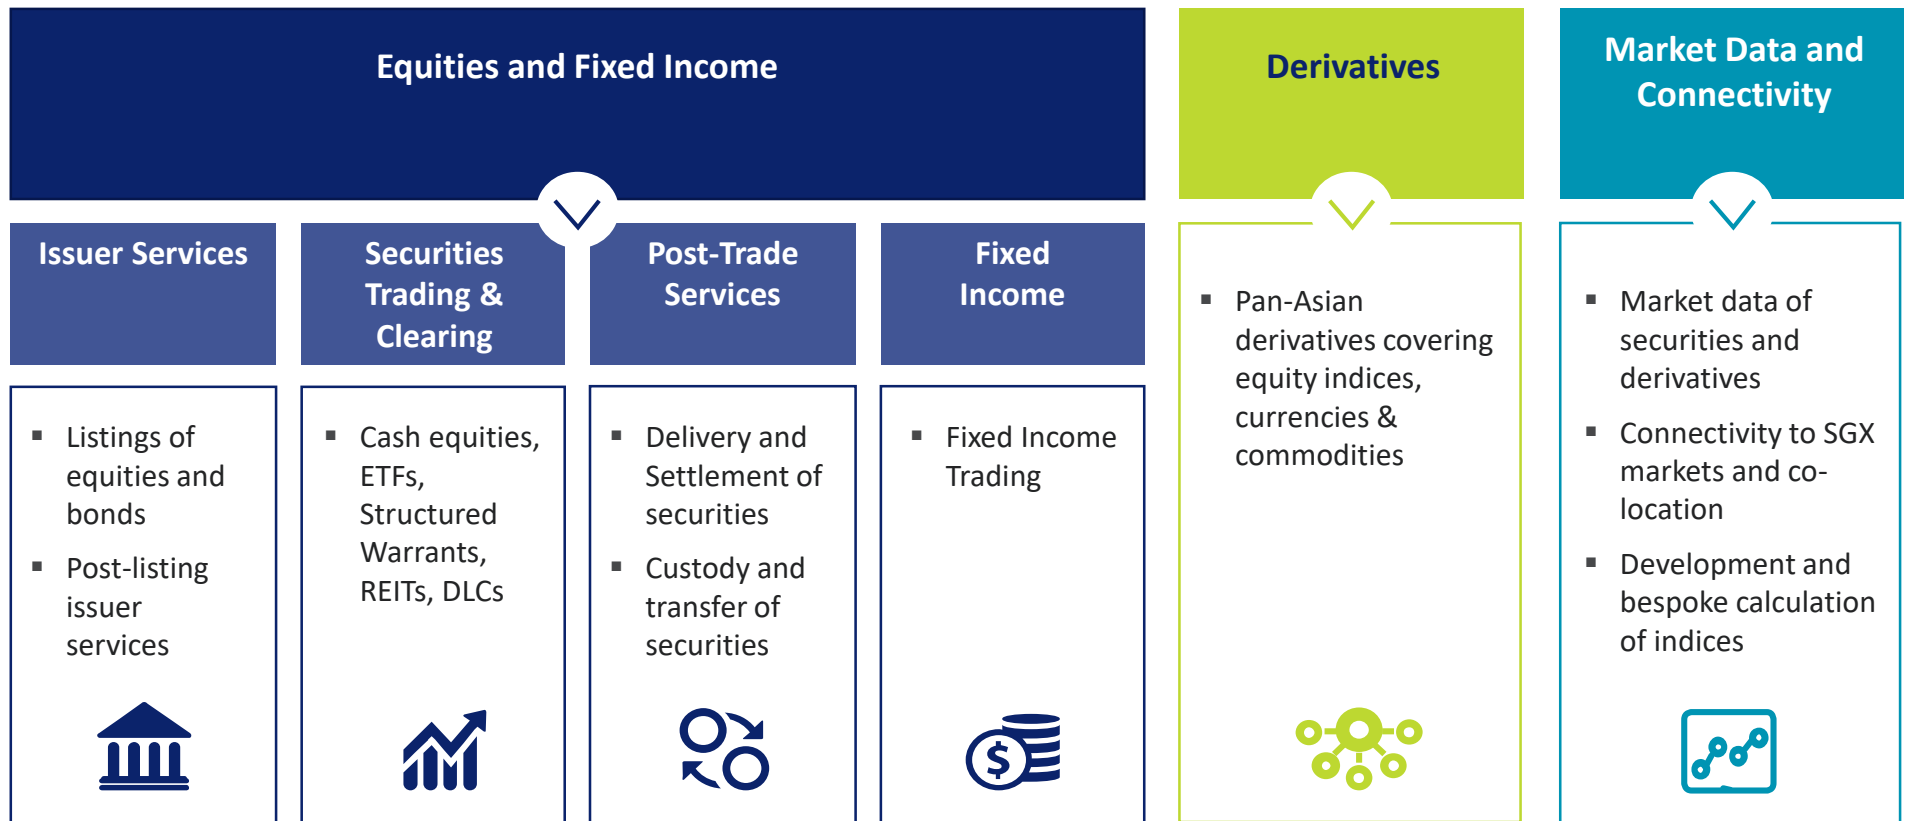 Equities and Fixed Income
Derivatives
Market Data and
Connectivity
Issuer Services
Securities
Trading &
Clearing
Post-Trade
Services
Fixed
Income
▪ Listings of
equities and
bonds
▪ Post-listing
issuer
services
▪ Cash equities,
ETFs,
Structured
Warrants,
REITs, DLCs
▪ Delivery and
Settlement of
securities
▪ Custody and
transfer of
securities
▪ Fixed Income
Trading
▪ Pan-Asian
derivatives covering
equity indices,
currencies &
commodities
▪ Market data of
securities and
derivatives
▪ Connectivity to SGX
markets and co-
location
▪ Development and
bespoke calculation
of indices
$